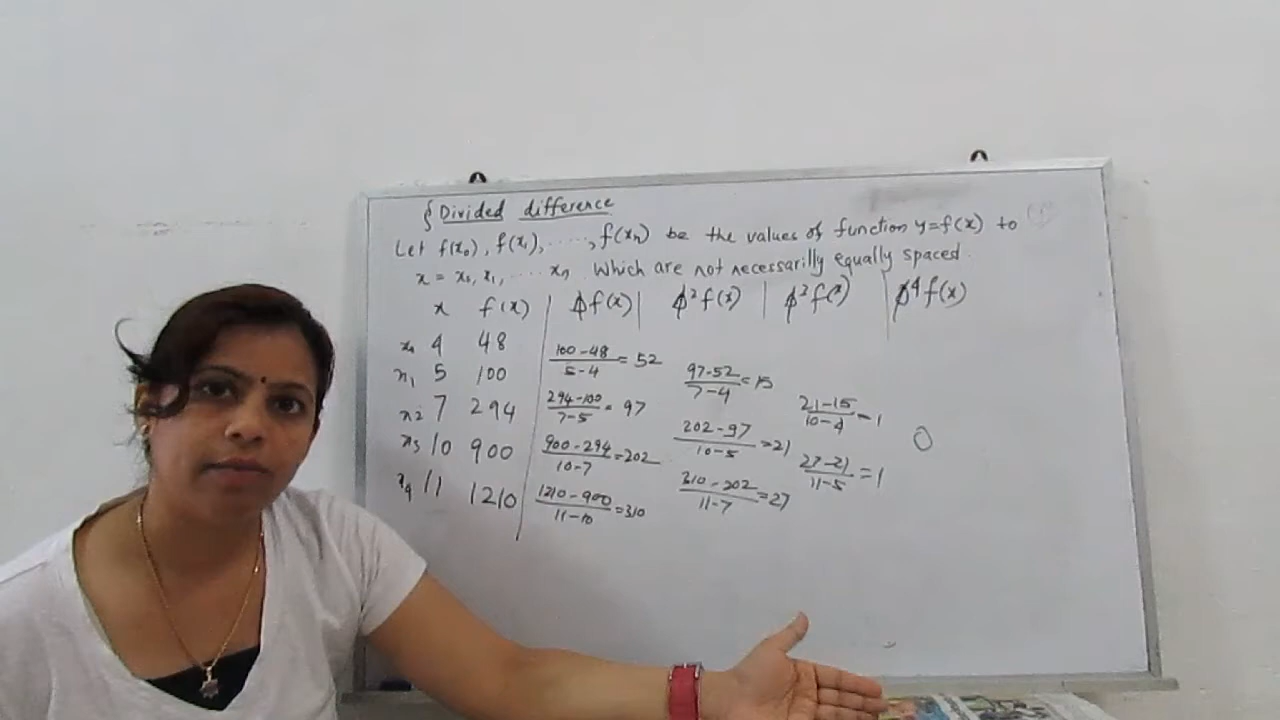 § Divided difference
Let f(x₀), f(x₁), ......, f(xn) be the values of function y=f(x) to
x = x₀, x₁, ..... xn which are not necessarilly equally spaced.
x f(x) ⍋f(x) ⍋²f(x) ⍋²f(x) ⍋⁴f(x)
x₀ 4 48
100-48/5-4 = 52
x₁ 5 100
97-52/7-4 = 15
294-100/7-5 = 97
21-15/10-4 = 1
x₂ 7 294
202-97/10-5 = 21
0
900-294/10-7 = 202
27-21/11-5 = 1
x₃ 10 900
310-202/11-7 = 27
1210-900/11-10 = 310
x₄ 11 1210